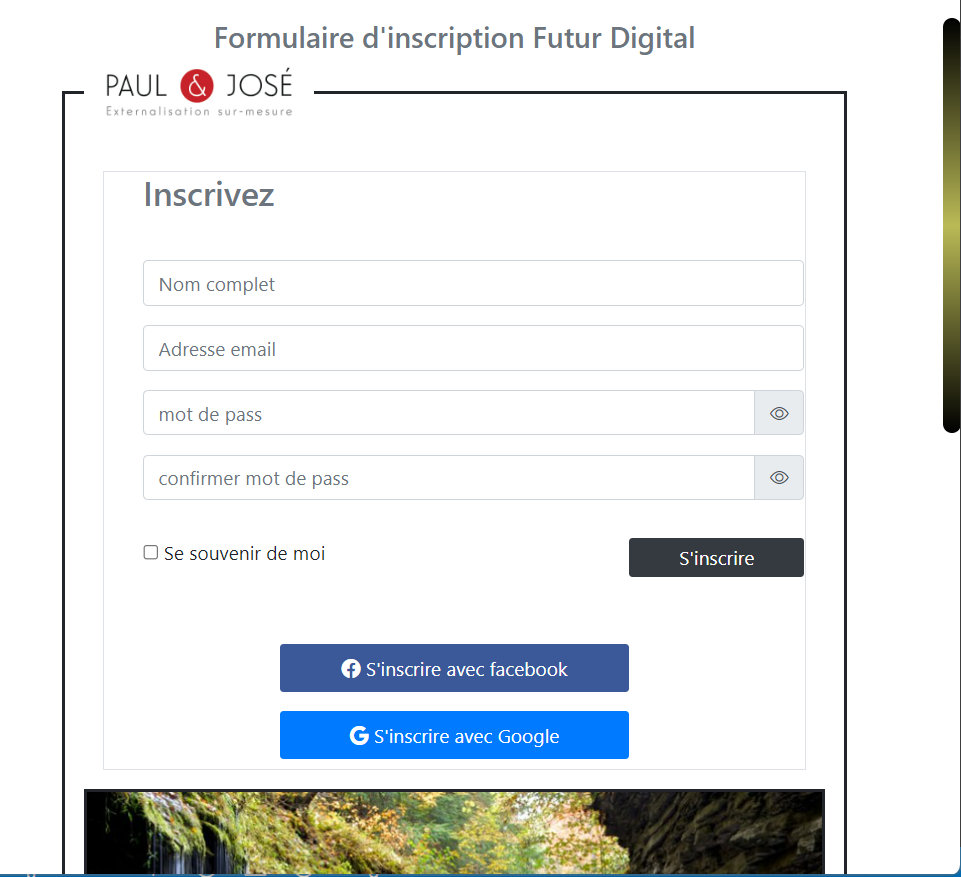 Formulaire d'inscription Futur Digital
PAUL & JOSÉ
Externalisation sur-mesure
Inscrivez
Nom complet
Adresse email
mot de pass
confirmer mot de pass
Se souvenir de moi
S'inscrire
S'inscrire avec facebook
S'inscrire avec Google